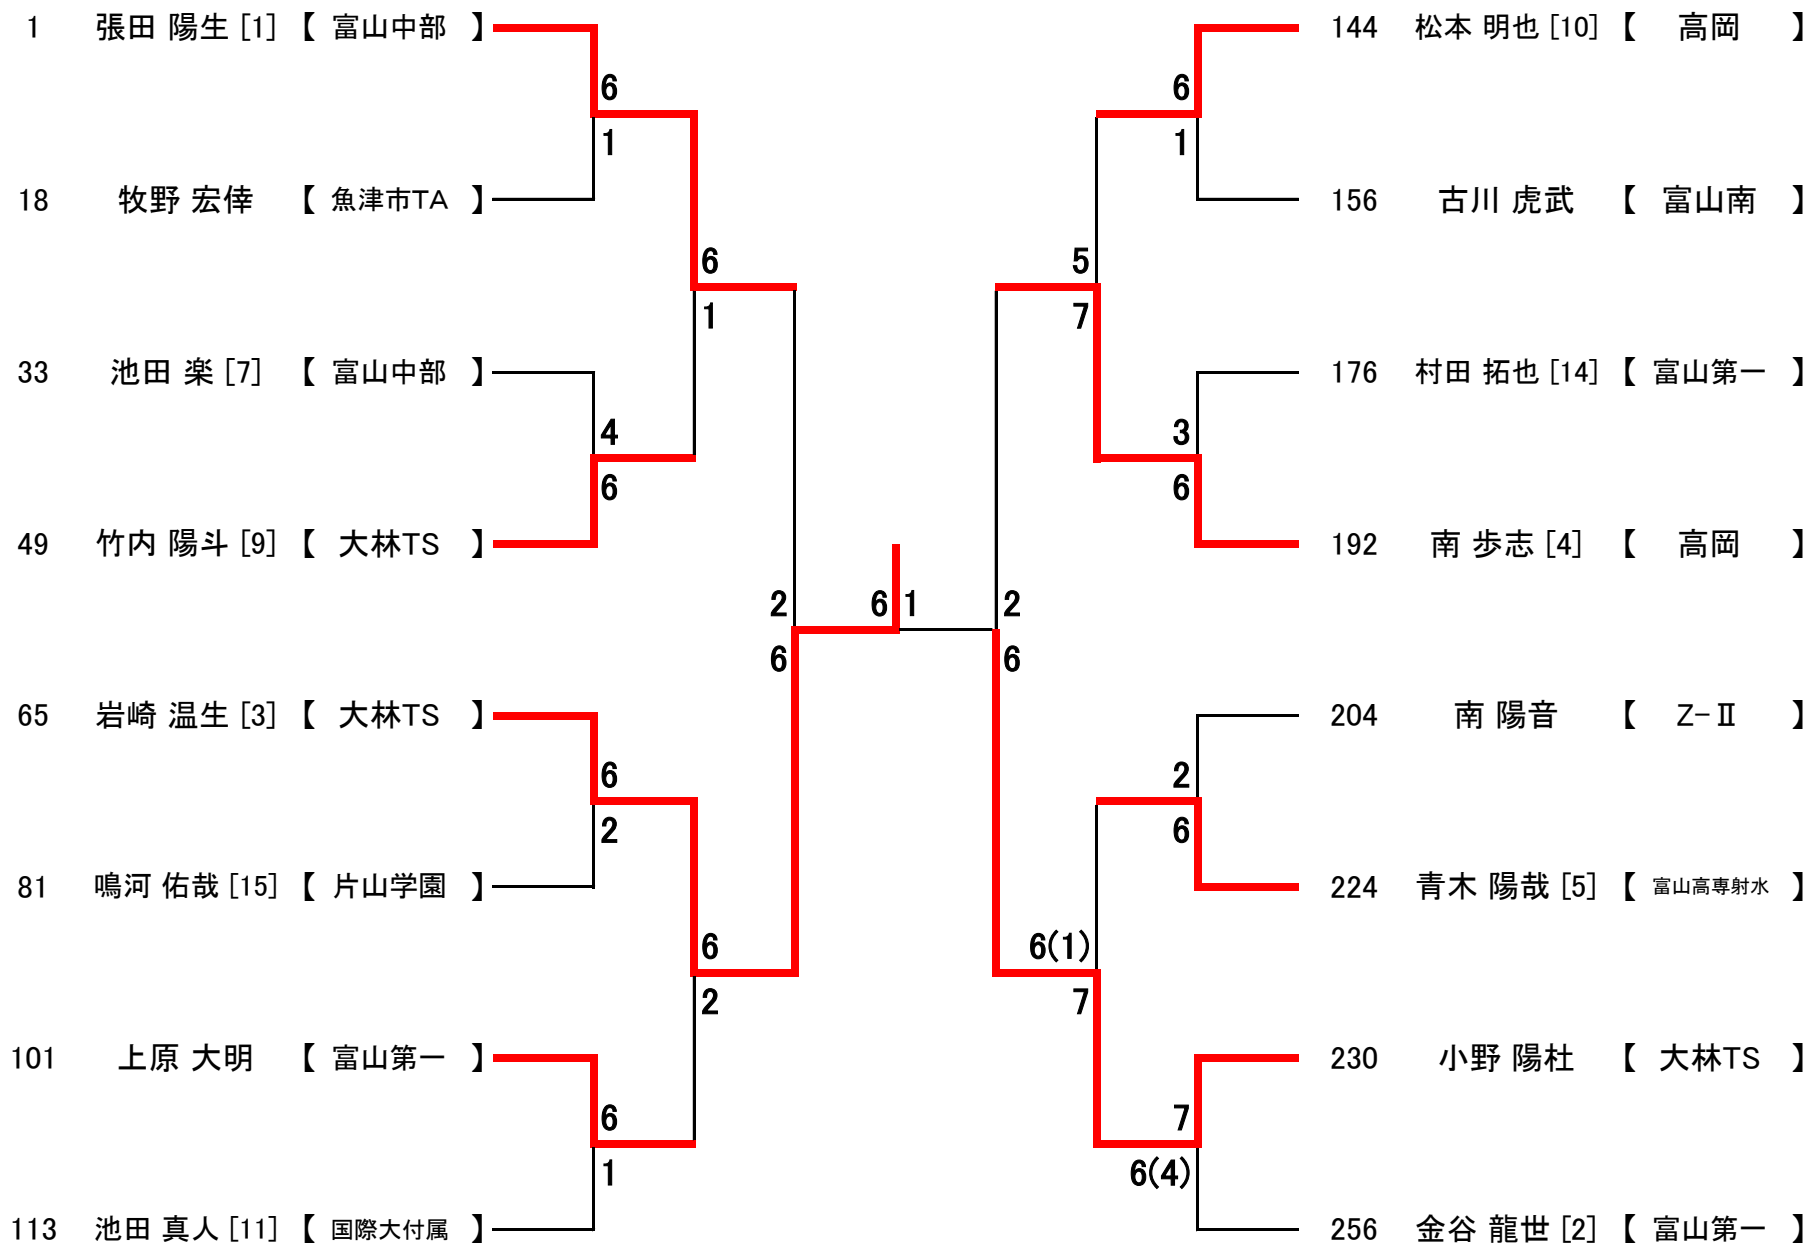 1 張田 陽生 [1] 【 富山中部 】
6
1
18 牧野 宏倖 【 魚津市TA 】
6
1
33 池田 楽 [7] 【 富山中部 】
4
6
49 竹内 陽斗 [9] 【 大林TS 】
2
6
65 岩崎 温生 [3] 【 大林TS 】
6
2
81 鳴河 佑哉 [15] 【 片山学園 】
6
2
101 上原 大明 【 富山第一 】
6
1
113 池田 真人 [11] 【 国際大付属 】
6 1
144 松本 明也 [10] 【 高岡 】
6
1
156 古川 虎武 【 富山南 】
5
7
176 村田 拓也 [14] 【 富山第一 】
3
6
192 南 歩志 [4] 【 高岡 】
2
6
204 南 陽音 【 Z-Ⅱ 】
2
6
224 青木 陽哉 [5] 【 富山高専射水 】
6(1)
7
230 小野 陽杜 【 大林TS 】
7
6(4)
256 金谷 龍世 [2] 【 富山第一 】